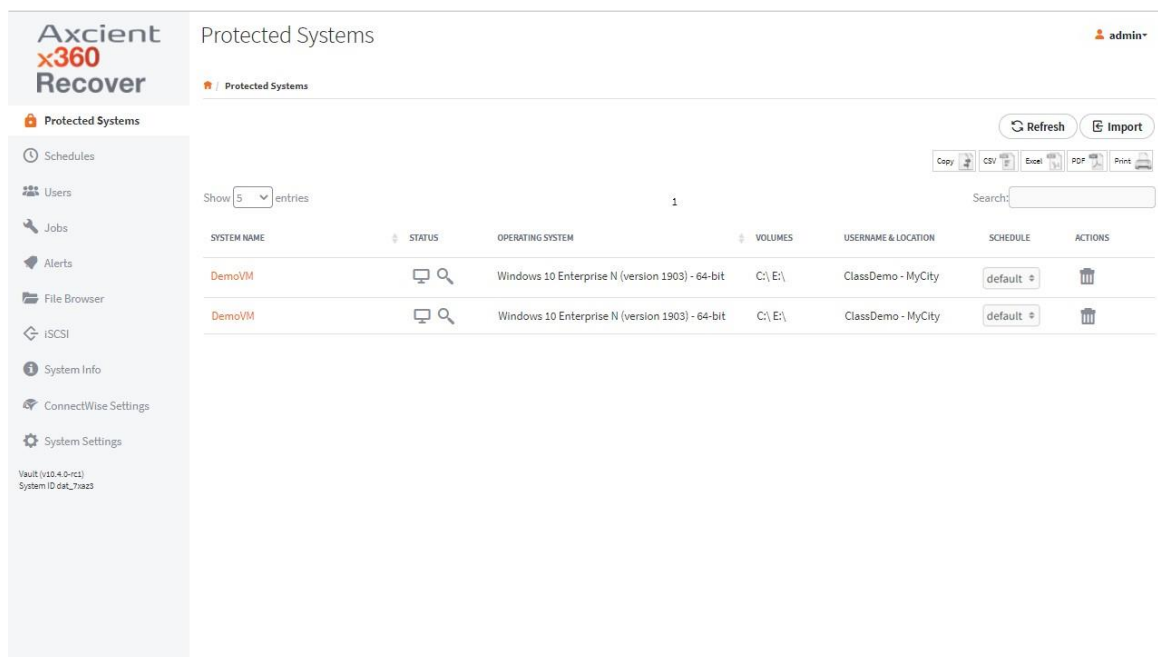 Axcient
x360
Recover
Protected Systems
admin
/ Protected Systems
Protected Systems
Schedules
Users
Jobs
Alerts
File Browser
iSCSI
System Info
ConnectWise Settings
System Settings
Vault (v10.4.0-rc1)
System ID dat_7xaz3
Refresh Import
Copy CSV Excel PDF Print
Show 5 entries 1 Search:
SYSTEM NAME STATUS OPERATING SYSTEM VOLUMES USERNAME & LOCATION SCHEDULE ACTIONS
DemoVM Windows 10 Enterprise N (version 1903) - 64-bit C:\ E:\ ClassDemo - MyCity default
DemoVM Windows 10 Enterprise N (version 1903) - 64-bit C:\ E:\ ClassDemo - MyCity default